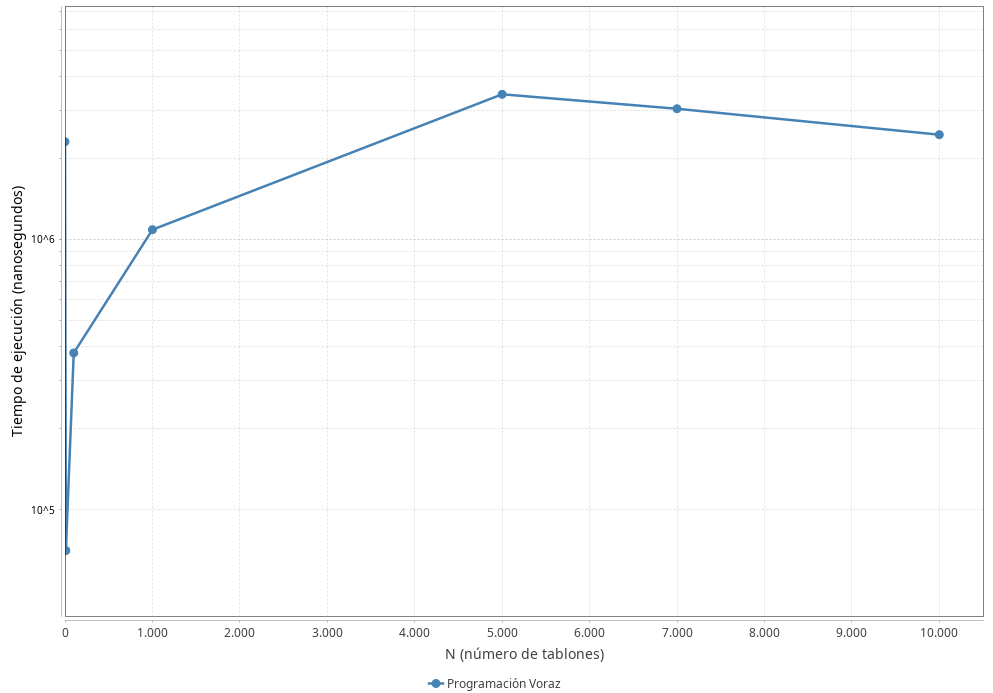 Tiempo de ejecución (nanosegundos)
10^6
10^5
0 1.000 2.000 3.000 4.000 5.000 6.000 7.000 8.000 9.000 10.000
N (número de tablones)
Programación Voraz